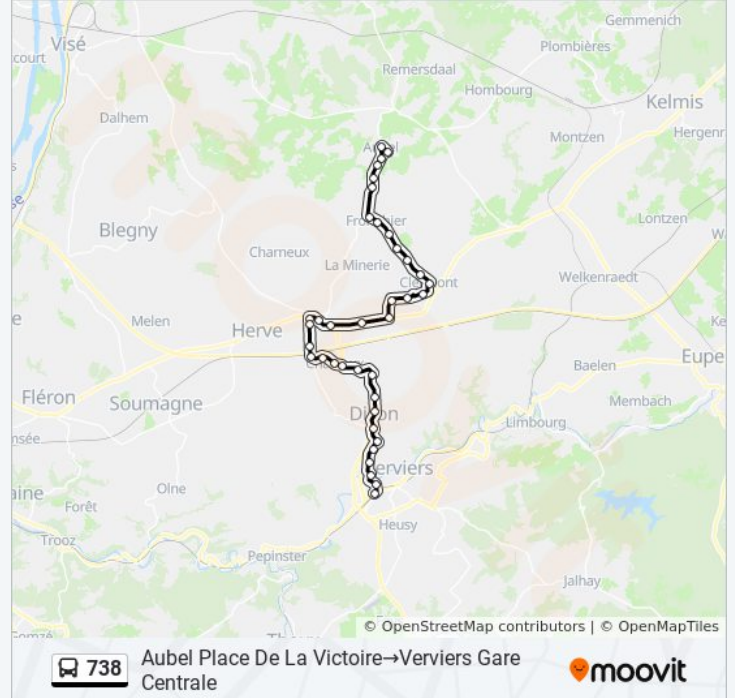 Gemmenich
Visé
Plombières
court
Remersdaal
Hombourg
Kelmis
Dalhem
Montzen
Hergenr
Lontzen
Blegny
Charneux
La Minerie
Welkenraedt
Melen
Herve
Eupe
Baelen
Fléron
Soumagne
Membach
Limbourg
erviers
Olne
Forêt
Heusy
Trooz
Pepinster
Jalhay
© OpenStreetMap contributors | © OpenMapTiles
738
Aubel Place De La Victoire→Verviers Gare
Centrale
moovit